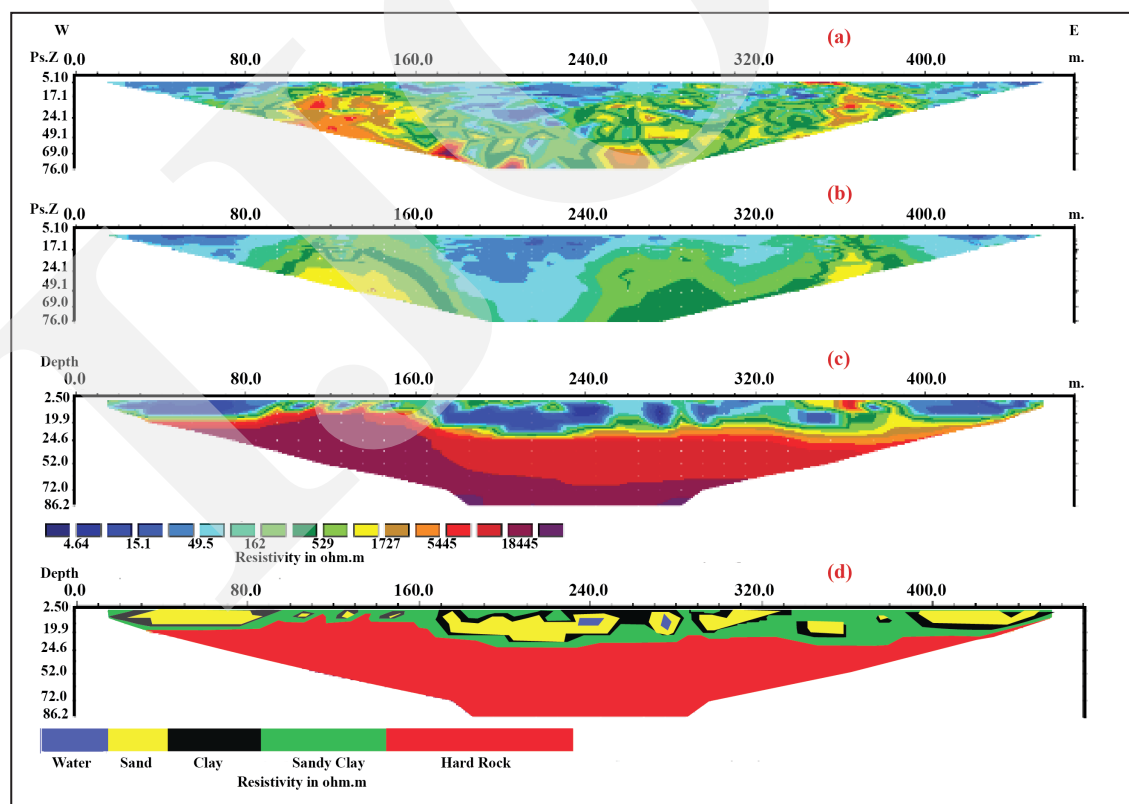 W E
(a)
Ps.Z 0.0 80.0 160.0 240.0 320.0 400.0 m.
5.10
17.1
24.1
49.1
69.0
76.0
(b)
Ps.Z 0.0 80.0 160.0 240.0 320.0 400.0 m.
5.10
17.1
24.1
49.1
69.0
76.0
Depth (c)
0.0 80.0 160.0 240.0 320.0 400.0 m.
2.50
19.9
24.6
52.0
72.0
86.2
4.64 15.1 49.5 162 529 1727 5445 18445
Resistivity in ohm.m
Depth (d)
0.0 80.0 160.0 240.0 320.0 400.0
2.50
19.9
24.6
52.0
72.0
86.2
Water Sand Clay Sandy Clay Hard Rock
Resistivity in ohm.m